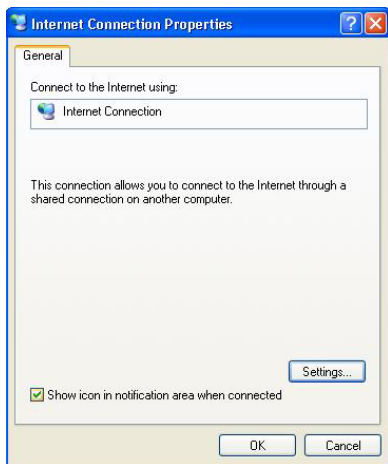 Internet Connection Properties
General
Connect to the Internet using:
Internet Connection
This connection allows you to connect to the Internet through a
shared connection on another computer.
Settings...
Show icon in notification area when connected
OK
Cancel